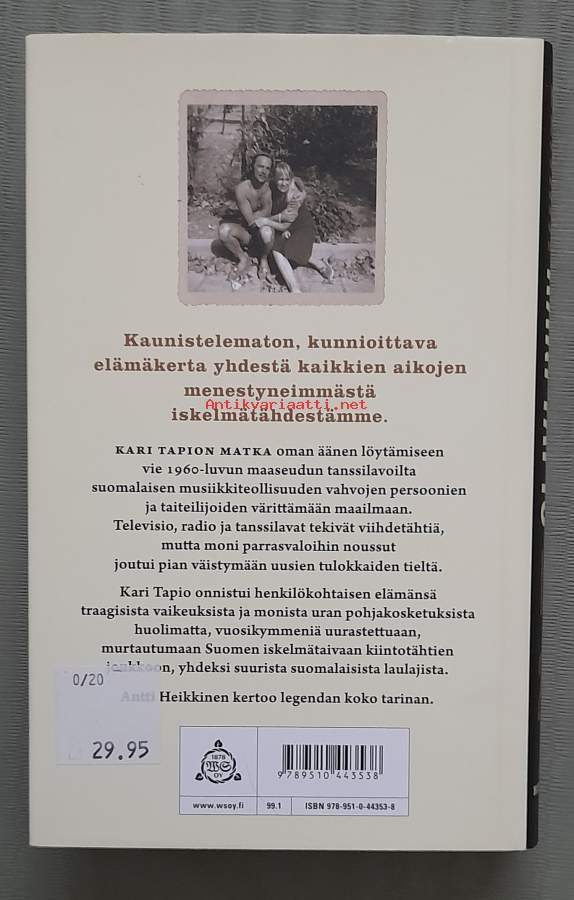 Kaunistelematon, kunnioittava
elämäkerta yhdestä kaikkien aikojen
menestyneimmästä
Antikvariaatti.net
iskelmätähdestämme.
KARI TAPION MATKA oman äänen löytämiseen
vie 1960-luvun maaseudun tanssilavoilta
suomalaisen musiikkiteollisuuden vahvojen persoonien
ja taiteilijoiden värittämään maailmaan.
Televisio, radio ja tanssilavat tekivät viihdetähtiä,
mutta moni parrasvaloihin noussut
joutui pian väistymään uusien tulokkaiden tieltä.
Kari Tapio onnistui henkilökohtaisen elämänsä
traagisista vaikeuksista ja monista uran pohjakosketuksista
huolimatta, vuosikymmeniä uurastettuaan,
murtautumaan Suomen iskelmätaivaan kiintotähtien
joukkoon, yhdeksi suurista suomalaisista laulajista.
Antti Heikkinen kertoo legendan koko tarinan.
0/20
29.95
1878
WS
OY
9 789510 443538
www.wsoy.fi
99.1
ISBN 978-951-0-44353-8